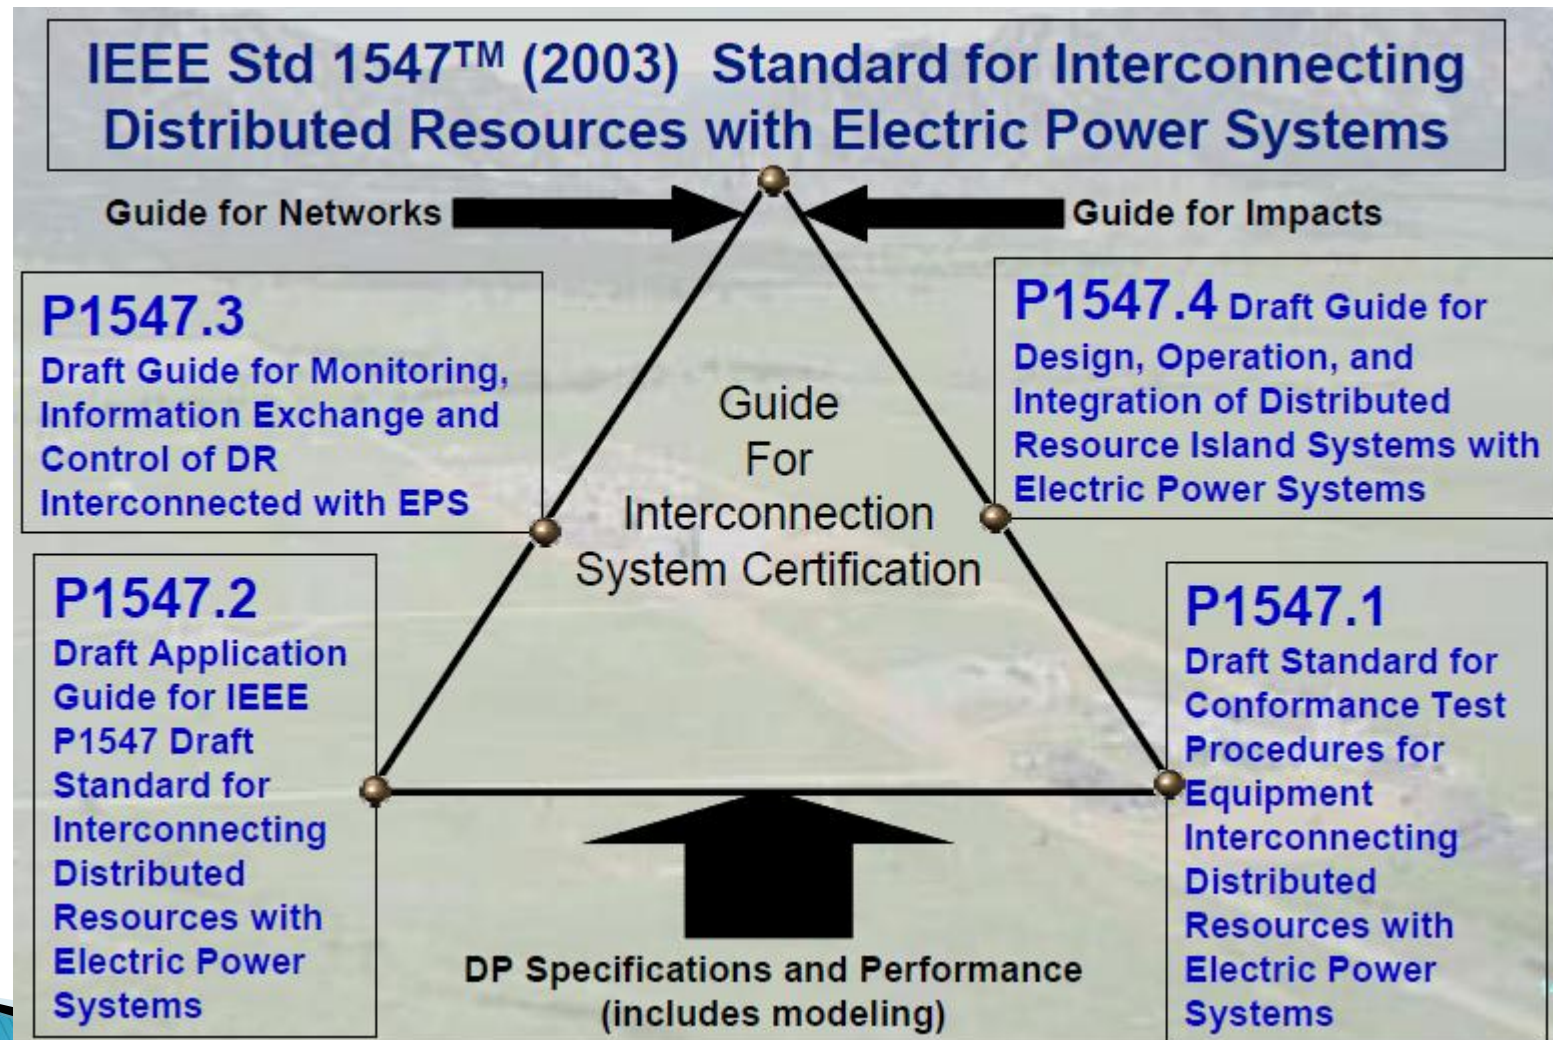 IEEE Std 1547™ (2003) Standard for Interconnecting
Distributed Resources with Electric Power Systems
Guide for Networks
Guide for Impacts
P1547.3
Draft Guide for Monitoring,
Information Exchange and
Control of DR
Interconnected with EPS
P1547.4 Draft Guide for
Design, Operation, and
Integration of Distributed
Resource Island Systems with
Electric Power Systems
Guide
For
Interconnection
System Certification
P1547.2
Draft Application
Guide for IEEE
P1547 Draft
Standard for
Interconnecting
Distributed
Resources with
Electric Power
Systems
P1547.1
Draft Standard for
Conformance Test
Procedures for
Equipment
Interconnecting
Distributed
Resources with
Electric Power
Systems
DP Specifications and Performance
(includes modeling)